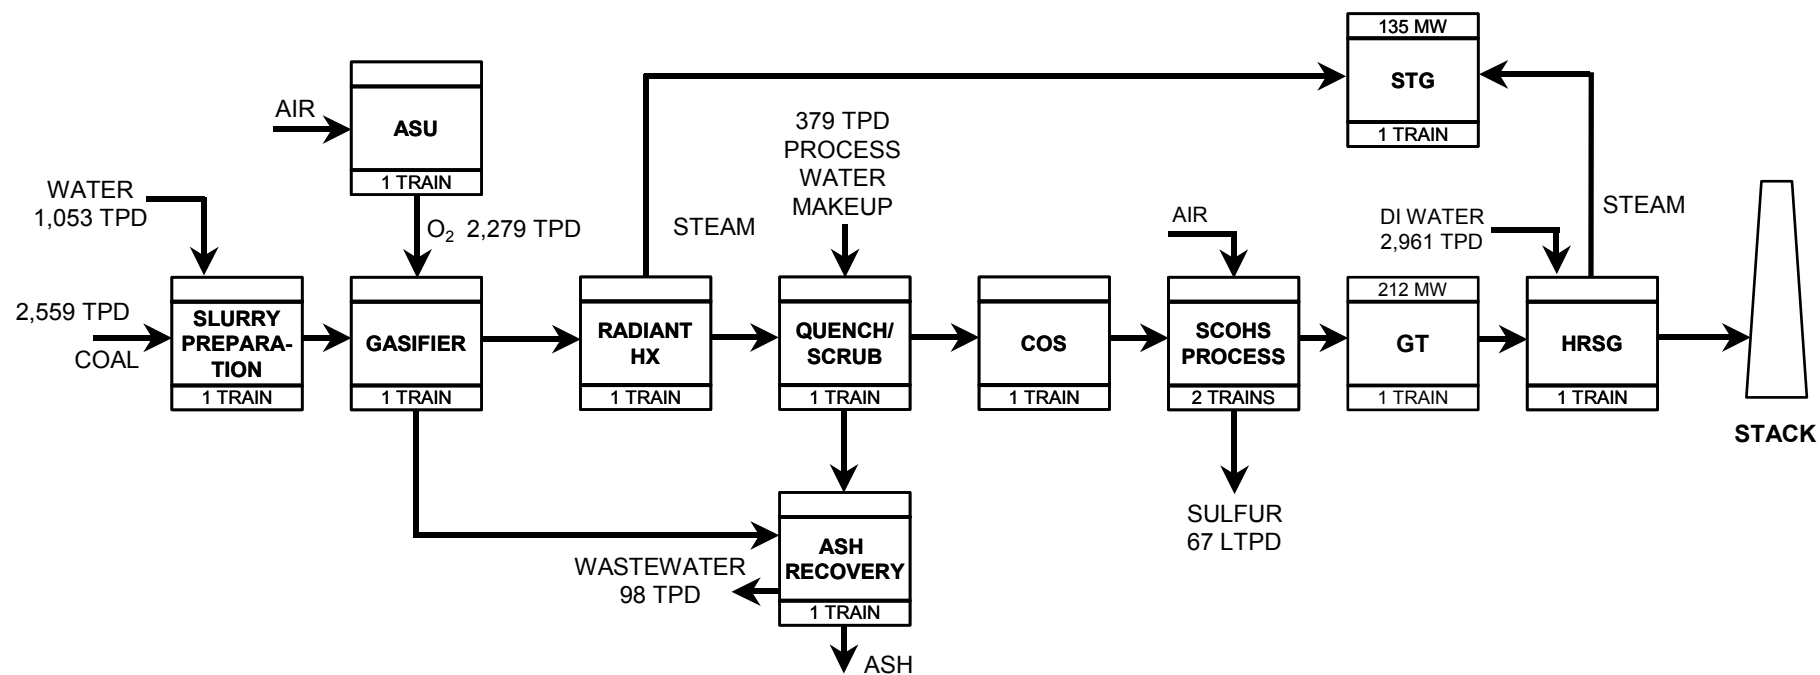 135 MW
STG
1 TRAIN
AIR
ASU
1 TRAIN
379 TPD
PROCESS
WATER
MAKEUP
WATER
1,053 TPD
O₂ 2,279 TPD
STEAM
AIR
DI WATER
2,961 TPD
STEAM
2,559 TPD
COAL
SLURRY
PREPARA-
TION
1 TRAIN
GASIFIER
1 TRAIN
RADIANT
HX
1 TRAIN
QUENCH/
SCRUB
1 TRAIN
COS
1 TRAIN
SCOHS
PROCESS
2 TRAINS
212 MW
GT
1 TRAIN
HRSG
1 TRAIN
STACK
SULFUR
67 LTPD
ASH
RECOVERY
1 TRAIN
WASTEWATER
98 TPD
ASH